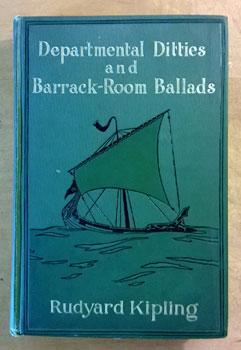 Departmental Ditties
and
Barrack-Room Ballads
Rudyard Kipling